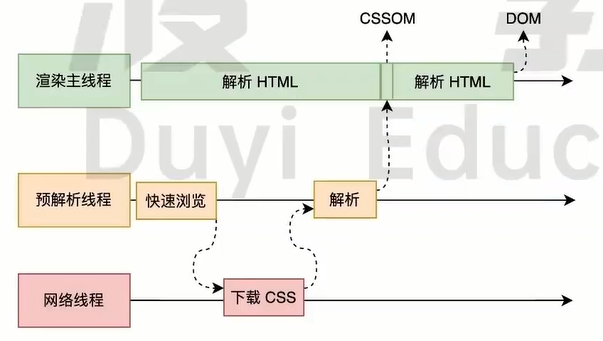 CSSOM
DOM
渲染主线程
解析 HTML
解析 HTML
Duyi Educ
预解析线程
快速浏览
解析
网络线程
下载 CSS